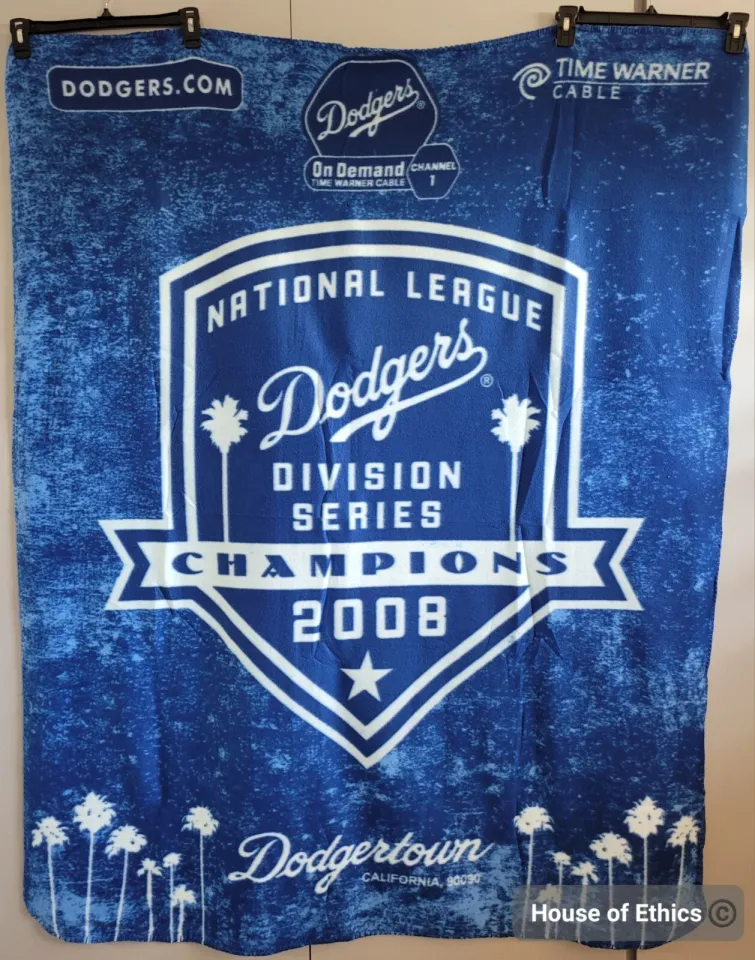 DODGERS.COM
Dodgers®
On Demand
TIME WARNER CABLE
CHANNEL
1
TIME WARNER
CABLE
NATIONAL LEAGUE
Dodgers®
DIVISION
SERIES
CHAMPIONS
2008
Dodgertown
CALIFORNIA, 90090
House of Ethics ©